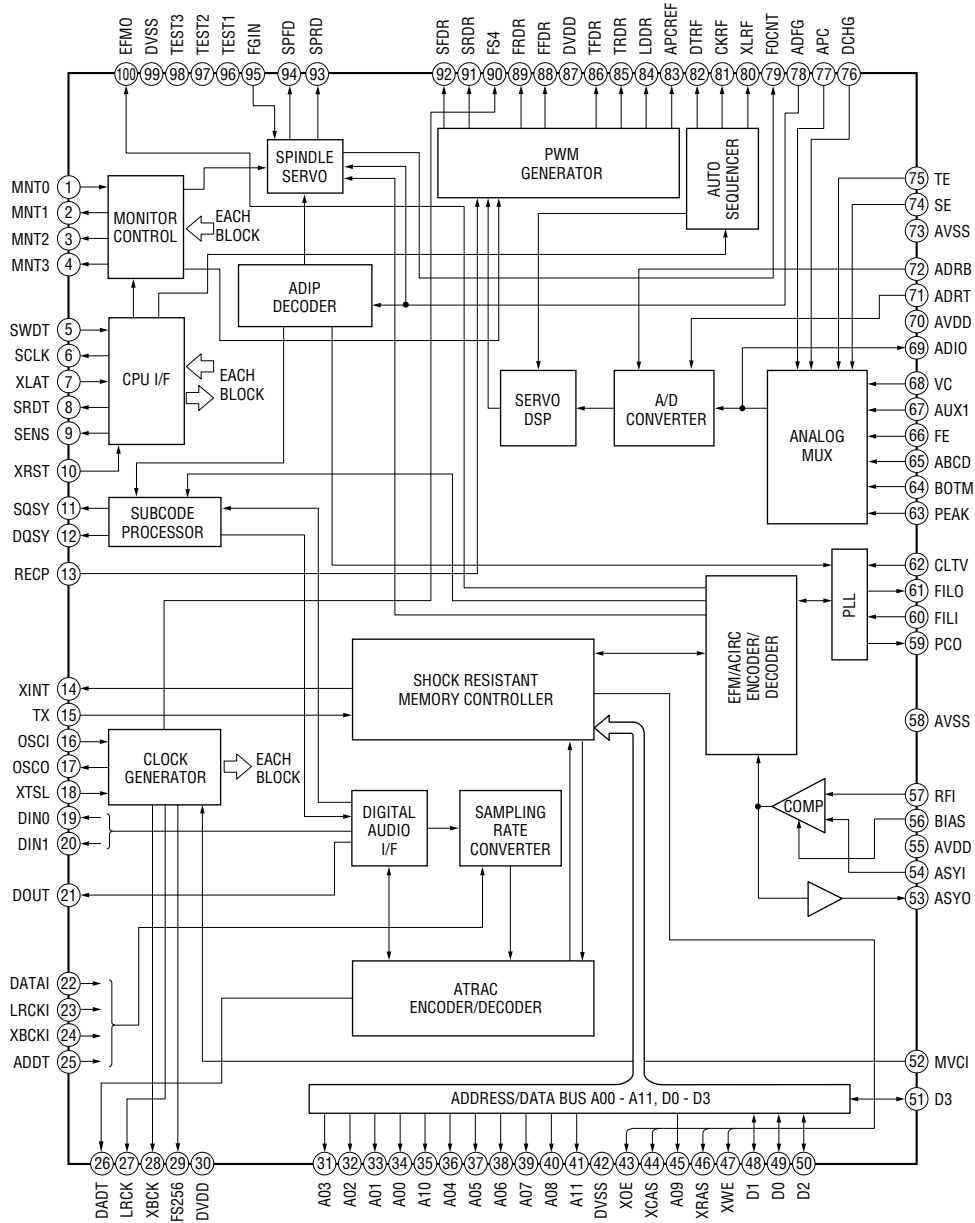 EFMO
DVSS
TEST3
TEST2
TEST1
FGIN
SPFD
SPRD
SFDR
SRDR
FS4
FRDR
FFDR
DVDD
TFDR
TRDR
LDDR
APCREF
DTRF
CKRF
XLRF
F0CNT
ADFG
APC
DCHG
100
99
98
97
96
95
94
93
92
91
90
89
88
87
86
85
84
83
82
81
80
79
78
77
76
MNT0
1
MNT1
2
MNT2
3
MNT3
4
SWDT
5
SCLK
6
XLAT
7
SRDT
8
SENS
9
XRST
10
SQSY
11
DQSY
12
RECP
13
XINT
14
TX
15
OSCI
16
OSCO
17
XTSL
18
DIN0
19
DIN1
20
DOUT
21
DATAI
22
LRCKI
23
XBCKI
24
ADDT
25
MONITOR
CONTROL
EACH
BLOCK
CPU I/F
EACH
BLOCK
SUBCODE
PROCESSOR
CLOCK
GENERATOR
EACH
BLOCK
SPINDLE
SERVO
ADIP
DECODER
PWM
GENERATOR
AUTO
SEQUENCER
SERVO
DSP
A/D
CONVERTER
ANALOG
MUX
SHOCK RESISTANT
MEMORY CONTROLLER
EFM/ACIRC
ENCODER/
DECODER
PLL
COMP
DIGITAL
AUDIO
I/F
SAMPLING
RATE
CONVERTER
ATRAC
ENCODER/DECODER
ADDRESS/DATA BUS A00 - A11, D0 - D3
75
TE
74
SE
73
AVSS
72
ADRB
71
ADRT
70
AVDD
69
ADIO
68
VC
67
AUX1
66
FE
65
ABCD
64
BOTM
63
PEAK
62
CLTV
61
FILO
60
FILI
59
PCO
58
AVSS
57
RFI
56
BIAS
55
AVDD
54
ASYI
53
ASYO
52
MVCI
51
D3
26
27
28
29
30
31
32
33
34
35
36
37
38
39
40
41
42
43
44
45
46
47
48
49
50
DADT
LRCK
XBCK
FS256
DVDD
A03
A02
A01
A00
A10
A04
A05
A06
A07
A08
A11
DVSS
XOE
XCAS
A09
XRAS
XWE
D1
D0
D2